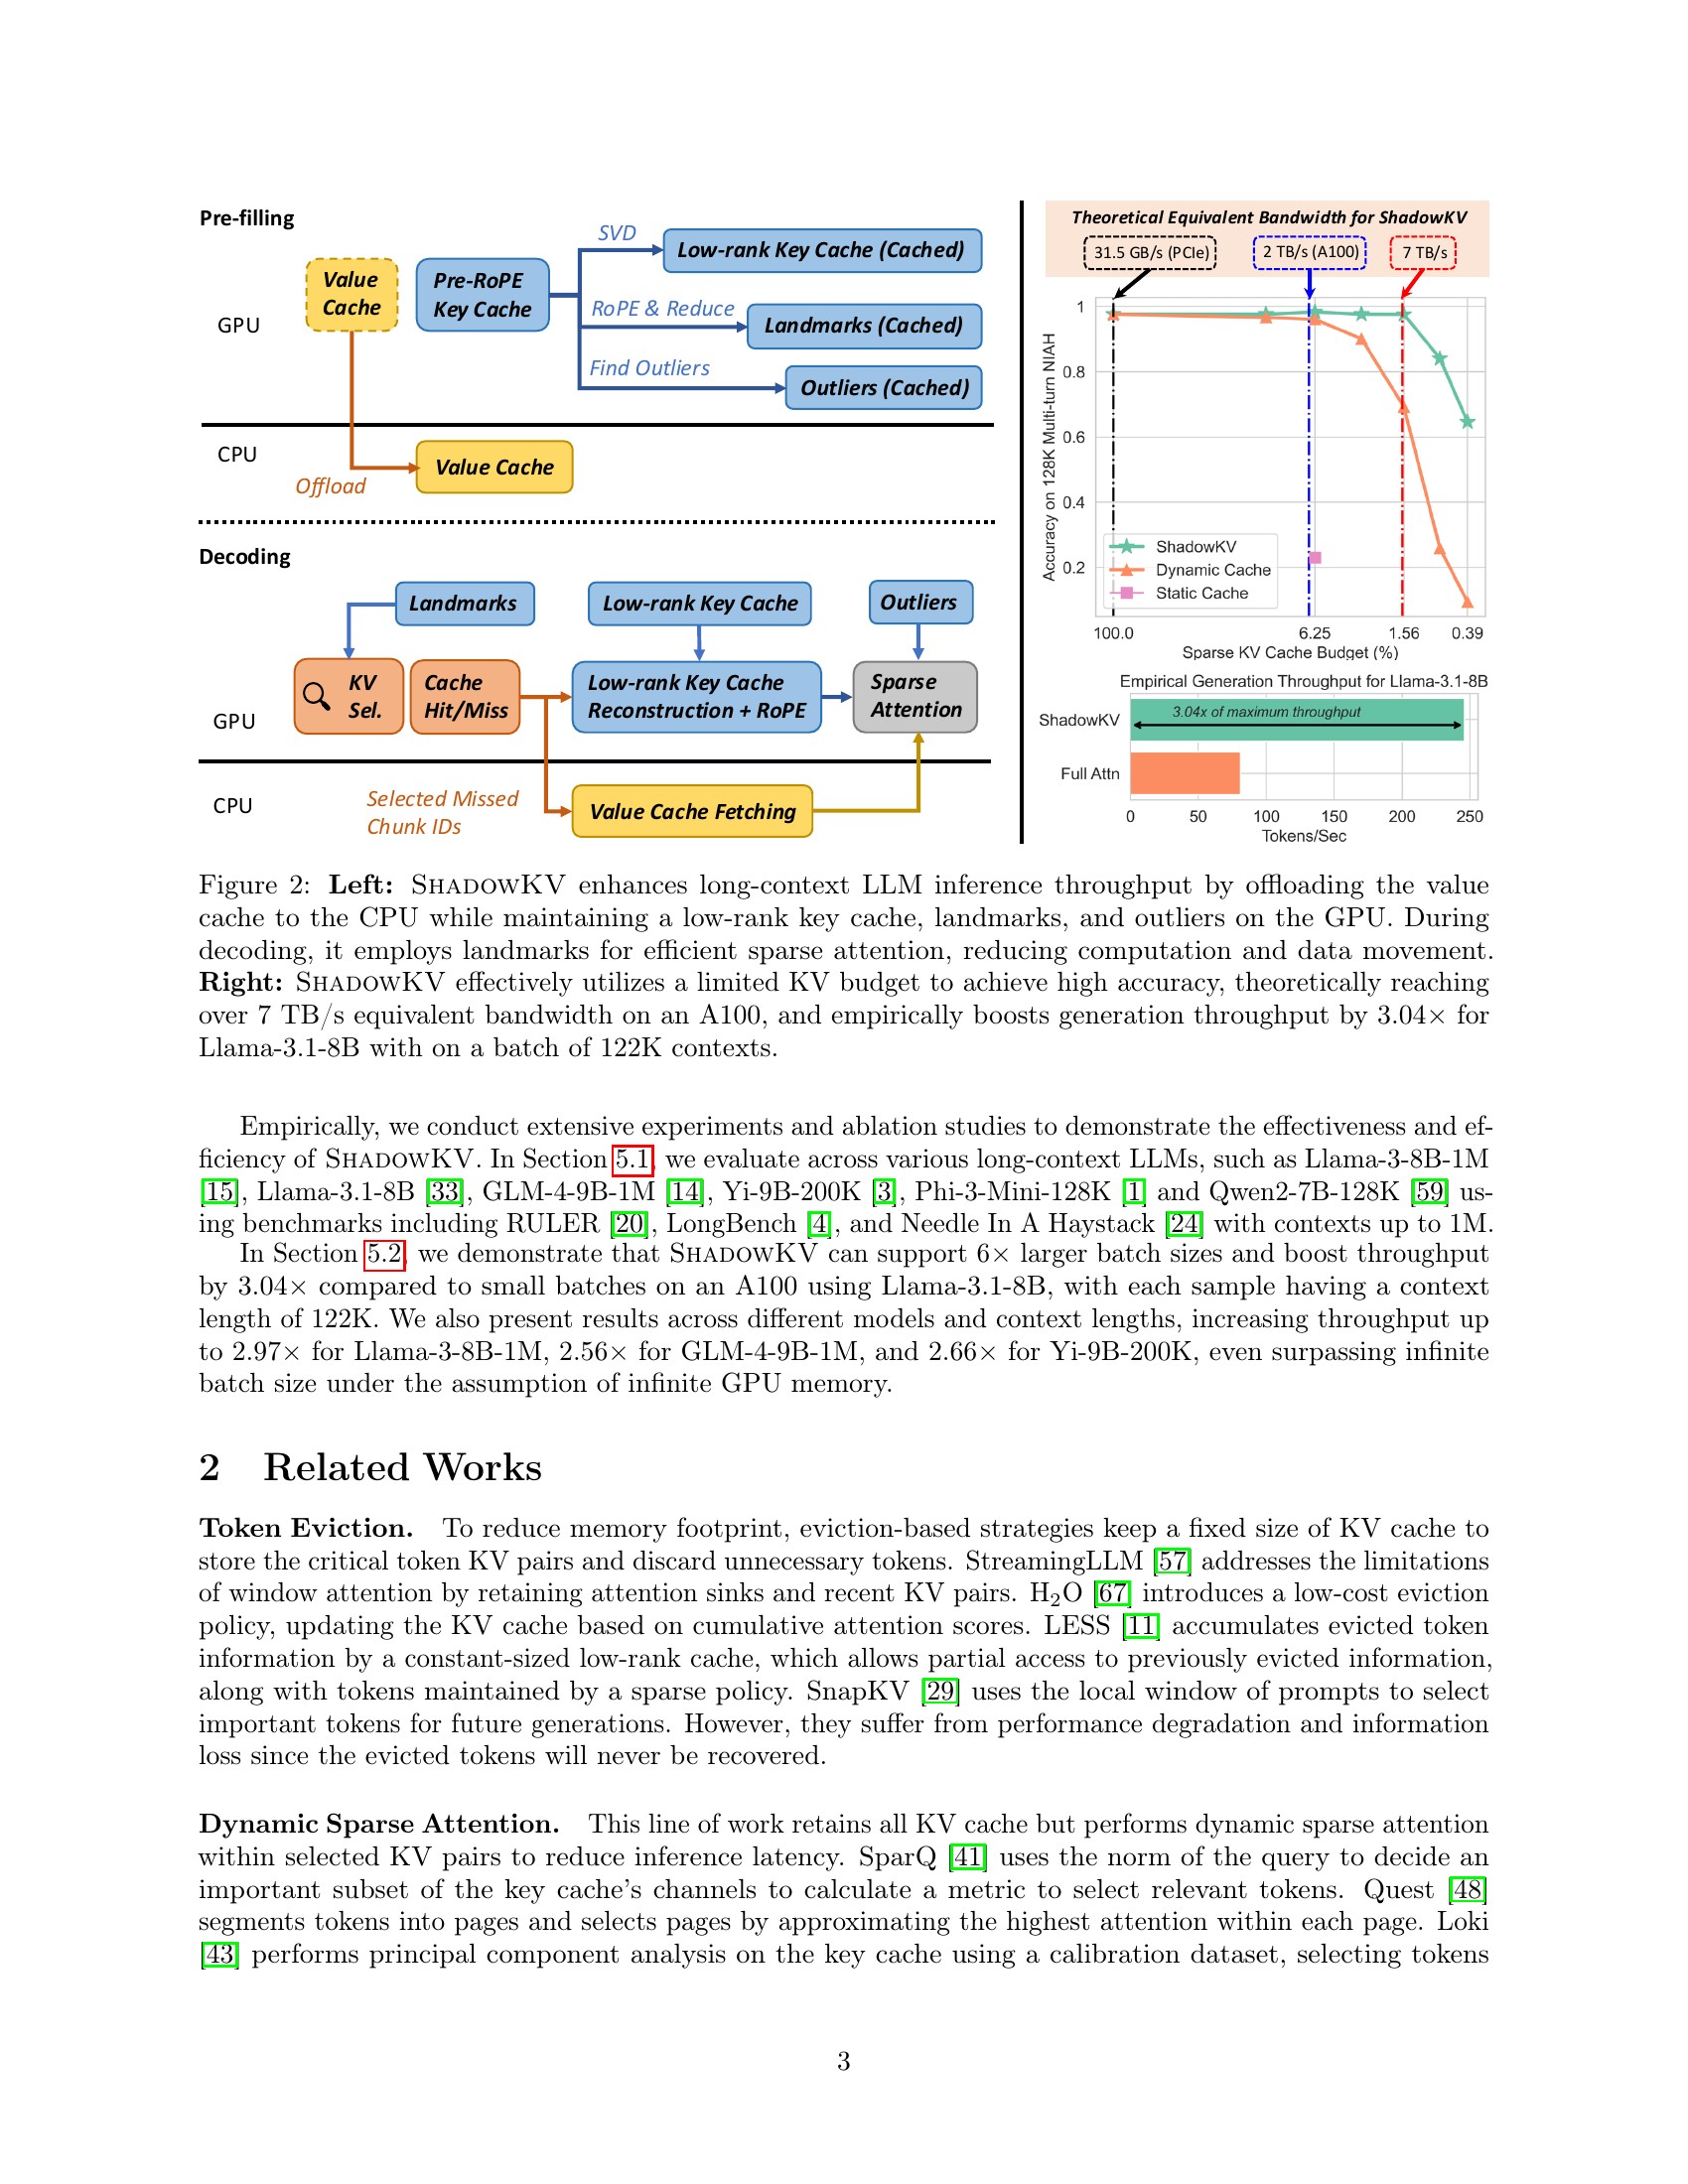 Pre-filling
GPU
Value
Cache
Pre-RoPE
Key Cache
SVD
Low-rank Key Cache (Cached)
RoPE & Reduce
Landmarks (Cached)
Find Outliers
Outliers (Cached)
CPU
Offload
Value Cache
Decoding
Landmarks
Low-rank Key Cache
Outliers
GPU
KV
Sel.
Cache
Hit/Miss
Low-rank Key Cache
Reconstruction + RoPE
Sparse
Attention
CPU
Selected Missed
Chunk IDs
Value Cache Fetching
Theoretical Equivalent Bandwidth for ShadowKV
31.5 GB/s (PCIe)
2 TB/s (A100)
7 TB/s
Accuracy on 128K Multi-turn NIAH
1
0.8
0.6
0.4
0.2
ShadowKV
Dynamic Cache
Static Cache
100.0 6.25 1.56 0.39
Sparse KV Cache Budget (%)
Empirical Generation Throughput for Llama-3.1-8B
ShadowKV
3.04x of maximum throughput
Full Attn
0 50 100 150 200 250
Tokens/Sec
Figure 2: Left: SHADOWKV enhances long-context LLM inference throughput by offloading the value
cache to the CPU while maintaining a low-rank key cache, landmarks, and outliers on the GPU. During
decoding, it employs landmarks for efficient sparse attention, reducing computation and data movement.
Right: SHADOWKV effectively utilizes a limited KV budget to achieve high accuracy, theoretically reaching
over 7 TB/s equivalent bandwidth on an A100, and empirically boosts generation throughput by 3.04× for
Llama-3.1-8B with on a batch of 122K contexts.
Empirically, we conduct extensive experiments and ablation studies to demonstrate the effectiveness and ef-
ficiency of SHADOWKV. In Section 5.1, we evaluate across various long-context LLMs, such as Llama-3-8B-1M
[15], Llama-3.1-8B [33], GLM-4-9B-1M [14], Yi-9B-200K [3], Phi-3-Mini-128K [1] and Qwen2-7B-128K [59] us-
ing benchmarks including RULER [20], LongBench [4], and Needle In A Haystack [24] with contexts up to 1M.
In Section 5.2, we demonstrate that SHADOWKV can support 6× larger batch sizes and boost throughput
by 3.04× compared to small batches on an A100 using Llama-3.1-8B, with each sample having a context
length of 122K. We also present results across different models and context lengths, increasing throughput up
to 2.97× for Llama-3-8B-1M, 2.56× for GLM-4-9B-1M, and 2.66× for Yi-9B-200K, even surpassing infinite
batch size under the assumption of infinite GPU memory.
2 Related Works
Token Eviction. To reduce memory footprint, eviction-based strategies keep a fixed size of KV cache to
store the critical token KV pairs and discard unnecessary tokens. StreamingLLM [57] addresses the limitations
of window attention by retaining attention sinks and recent KV pairs. H₂O [67] introduces a low-cost eviction
policy, updating the KV cache based on cumulative attention scores. LESS [11] accumulates evicted token
information by a constant-sized low-rank cache, which allows partial access to previously evicted information,
along with tokens maintained by a sparse policy. SnapKV [29] uses the local window of prompts to select
important tokens for future generations. However, they suffer from performance degradation and information
loss since the evicted tokens will never be recovered.
Dynamic Sparse Attention. This line of work retains all KV cache but performs dynamic sparse attention
within selected KV pairs to reduce inference latency. SparQ [41] uses the norm of the query to decide an
important subset of the key cache's channels to calculate a metric to select relevant tokens. Quest [48]
segments tokens into pages and selects pages by approximating the highest attention within each page. Loki
[43] performs principal component analysis on the key cache using a calibration dataset, selecting tokens
3